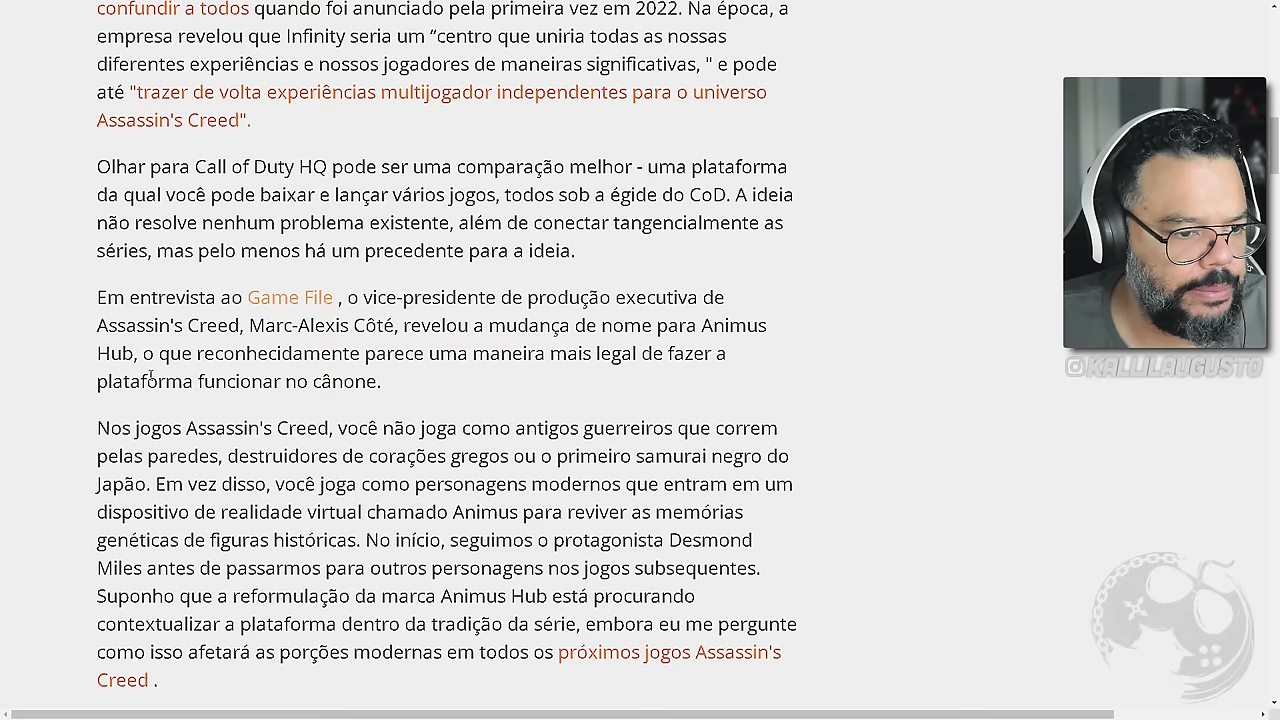 confundir a todos quando foi anunciado pela primeira vez em 2022. Na época, a
empresa revelou que Infinity seria um “centro que uniria todas as nossas
diferentes experiências e nossos jogadores de maneiras significativas, " e pode
até "trazer de volta experiências multijogador independentes para o universo
Assassin's Creed".
Olhar para Call of Duty HQ pode ser uma comparação melhor - uma plataforma
da qual você pode baixar e lançar vários jogos, todos sob a égide do CoD. A ideia
não resolve nenhum problema existente, além de conectar tangencialmente as
séries, mas pelo menos há um precedente para a ideia.
Em entrevista ao Game File , o vice-presidente de produção executiva de
Assassin's Creed, Marc-Alexis Côté, revelou a mudança de nome para Animus
Hub, o que reconhecidamente parece uma maneira mais legal de fazer a
plataforma funcionar no cânone.
Nos jogos Assassin's Creed, você não joga como antigos guerreiros que correm
pelas paredes, destruidores de corações gregos ou o primeiro samurai negro do
Japão. Em vez disso, você joga como personagens modernos que entram em um
dispositivo de realidade virtual chamado Animus para reviver as memórias
genéticas de figuras históricas. No início, seguimos o protagonista Desmond
Miles antes de passarmos para outros personagens nos jogos subsequentes.
Suponho que a reformulação da marca Animus Hub está procurando
contextualizar a plataforma dentro da tradição da série, embora eu me pergunte
como isso afetará as porções modernas em todos os próximos jogos Assassin's
Creed .
@KALLILAUGUSTO